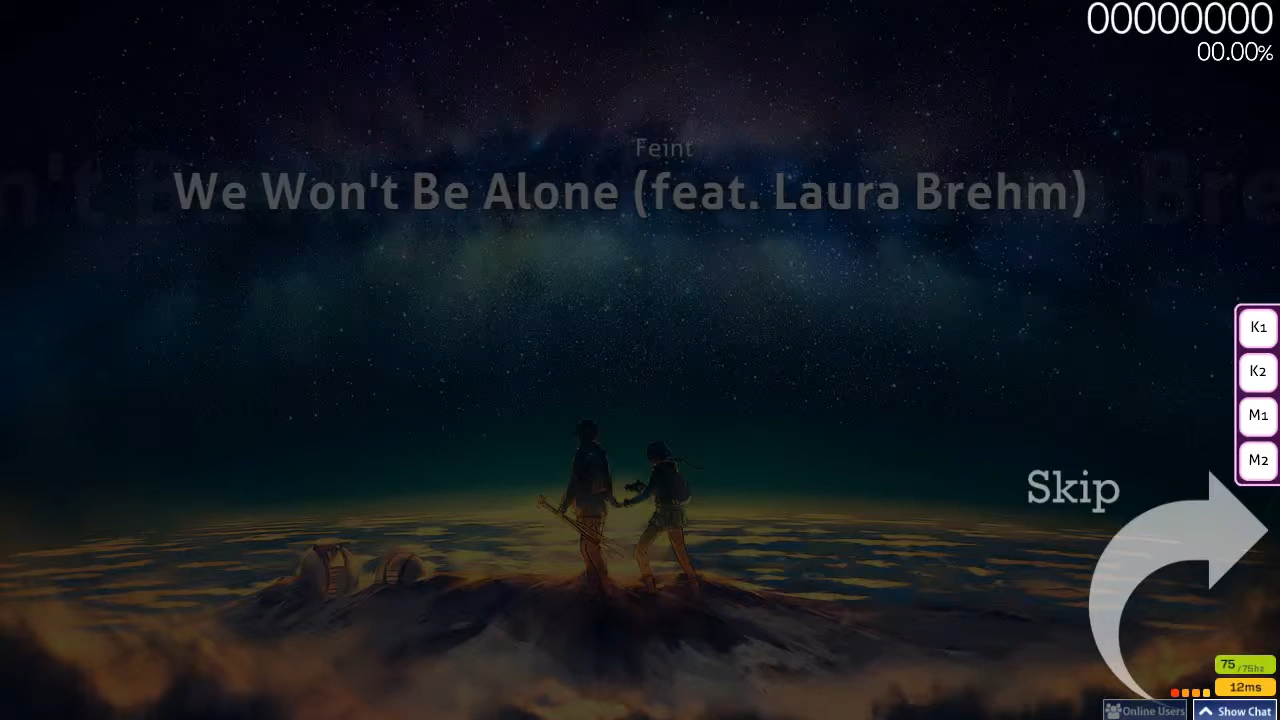 00000000
00.00%
Feint
We Won't Be Alone (feat. Laura Brehm)
K1
K2
M1
M2
Skip
75 /75hz
12ms
Online Users
Show Chat